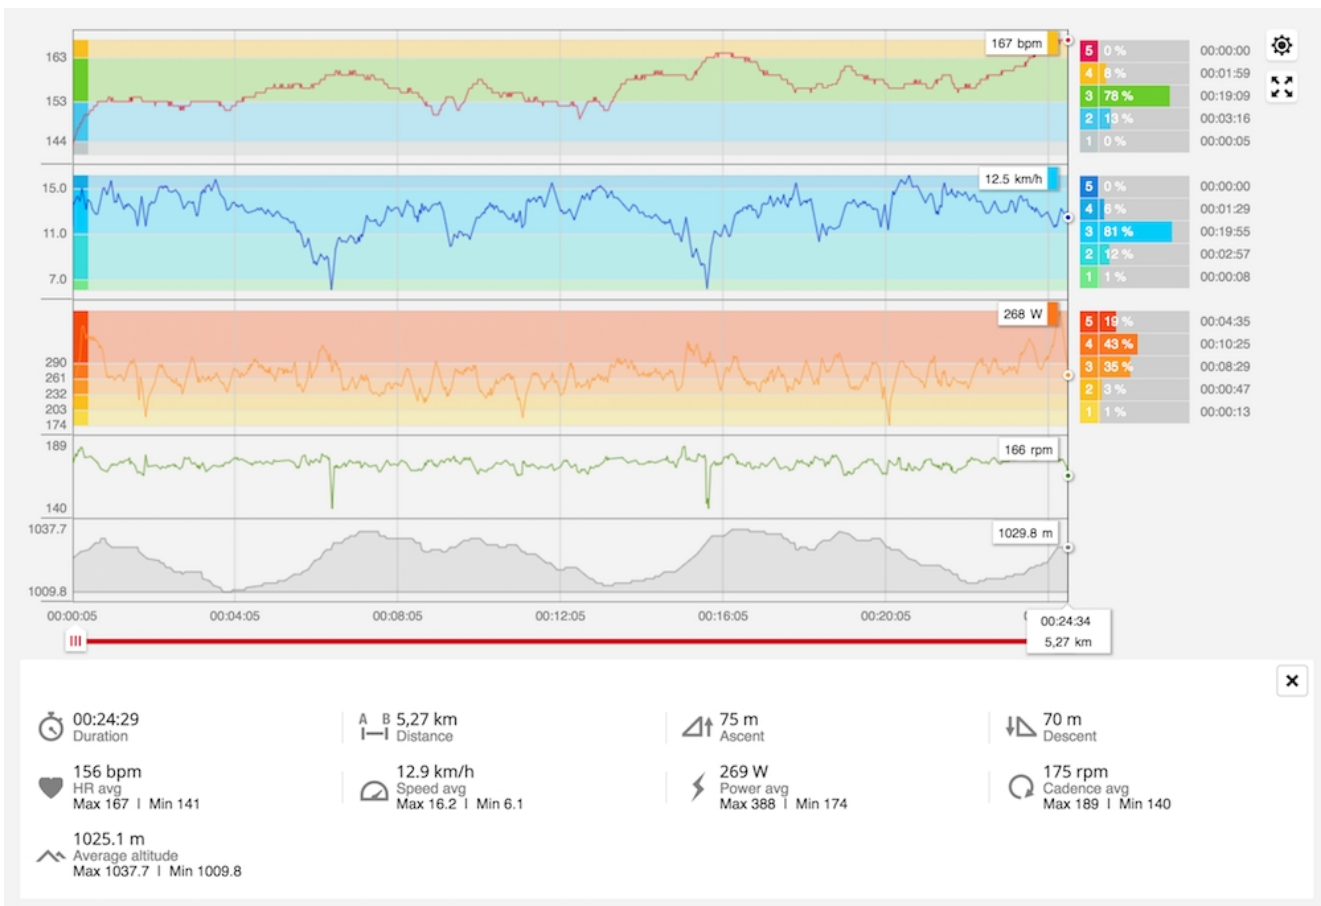 163
153
144
167 bpm
5 0 % 00:00:00
4 8 % 00:01:59
3 78 % 00:19:09
2 13 % 00:03:16
1 0 % 00:00:05
15.0
11.0
7.0
12.5 km/h
5 0 % 00:00:00
4 6 % 00:01:29
3 81 % 00:19:55
2 12 % 00:02:57
1 1 % 00:00:08
290
261
232
203
174
268 W
5 19 % 00:04:35
4 43 % 00:10:25
3 35 % 00:08:29
2 3 % 00:00:47
1 1 % 00:00:13
189
140
166 rpm
1037.7
1009.8
1029.8 m
00:00:05 00:04:05 00:08:05 00:12:05 00:16:05 00:20:05
00:24:34
5,27 km
00:24:29
Duration
A B 5,27 km
Distance
75 m
Ascent
70 m
Descent
156 bpm
HR avg
Max 167 | Min 141
12.9 km/h
Speed avg
Max 16.2 | Min 6.1
269 W
Power avg
Max 388 | Min 174
175 rpm
Cadence avg
Max 189 | Min 140
1025.1 m
Average altitude
Max 1037.7 | Min 1009.8